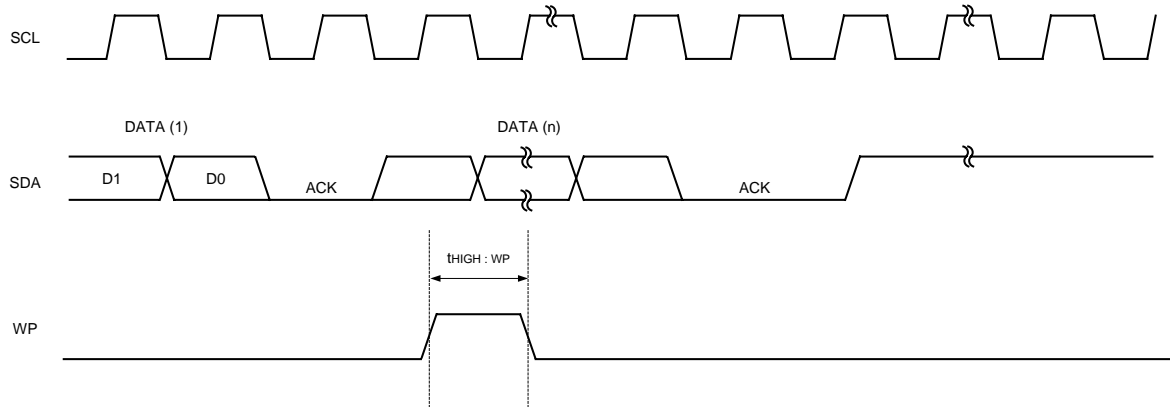 SCL
DATA (1) DATA (n)
SDA D1 D0 ACK ACK
tHIGH : WP
WP